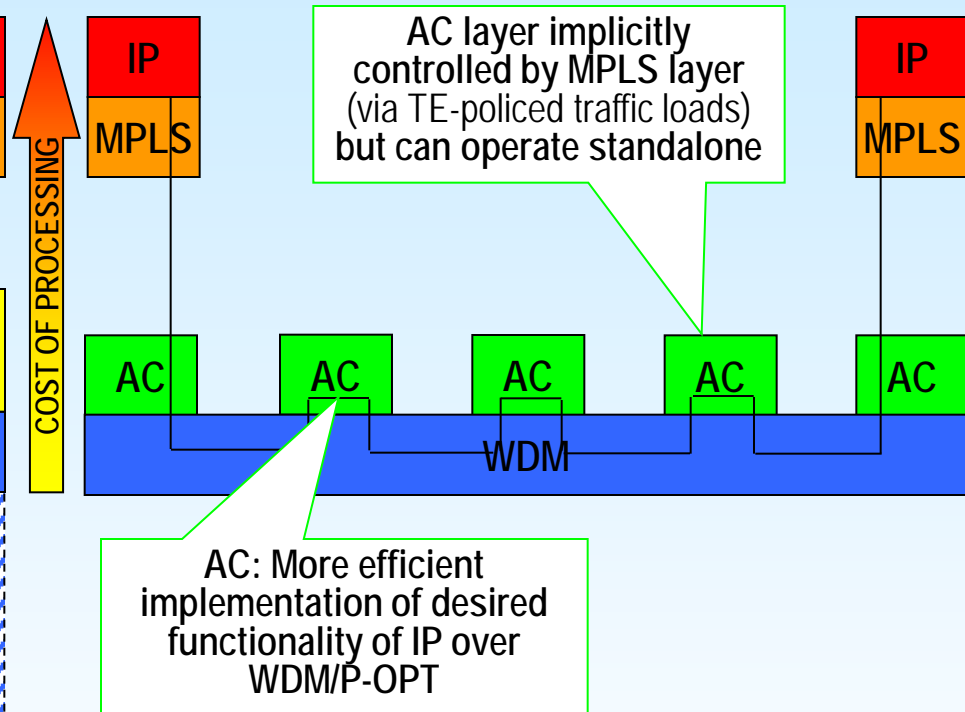 IP
MPLS
AC layer implicitly
controlled by MPLS layer
(via TE-policed traffic loads)
but can operate standalone
IP
MPLS
COST OF PROCESSING
AC
AC
AC
AC
AC
WDM
AC: More efficient
implementation of desired
functionality of IP over
WDM/P-OPT